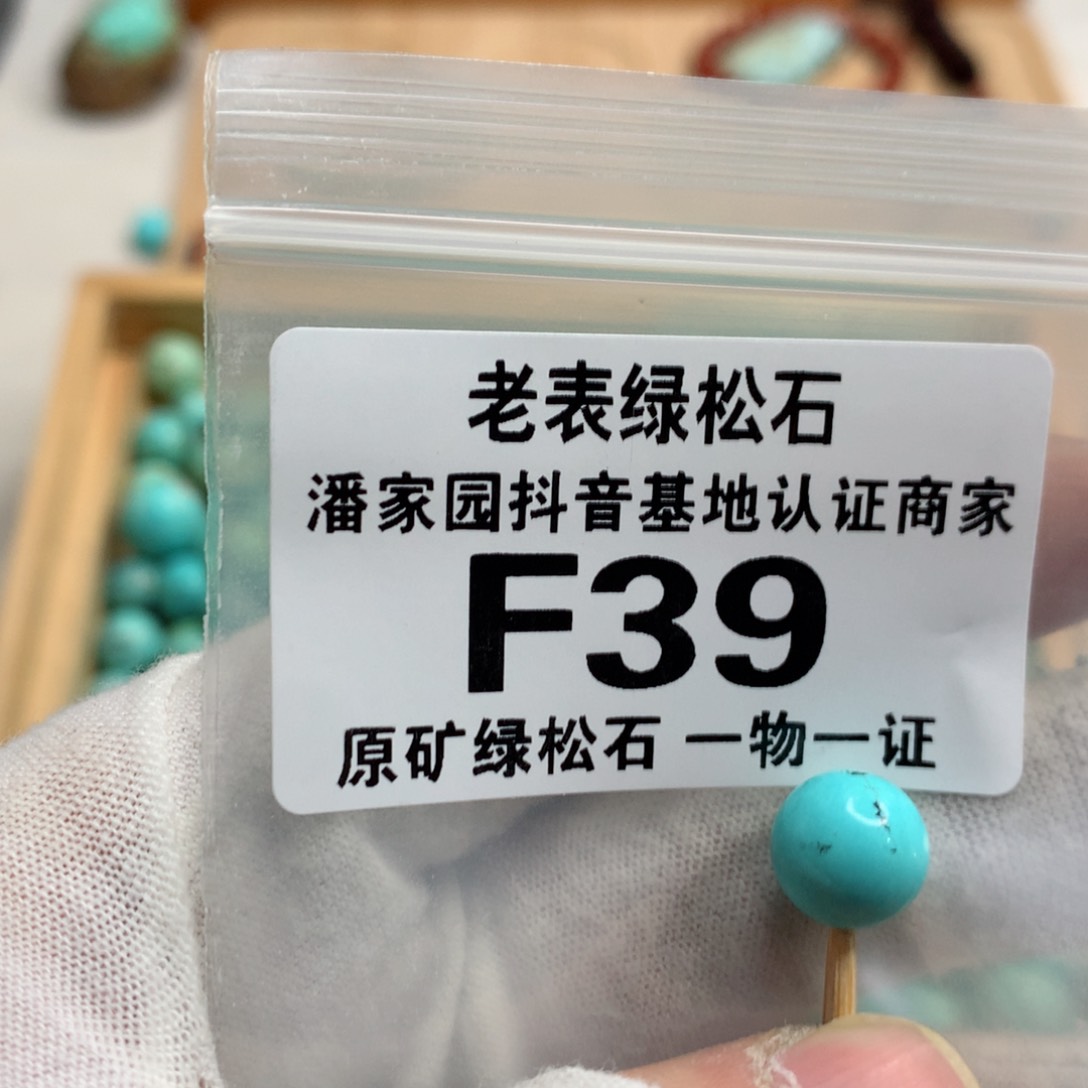 老表绿松石
潘家园抖音基地认证商家
F39
原矿绿松石 一物一证